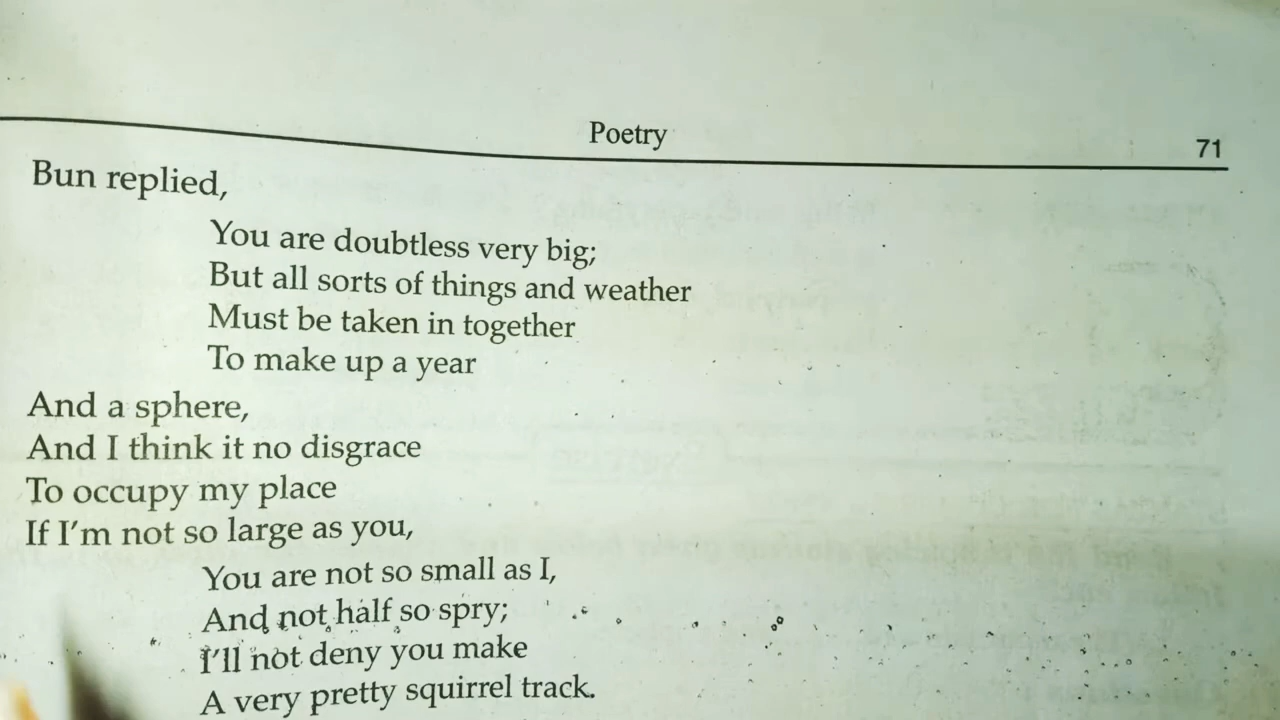 Poetry 71
Bun replied,
You are doubtless very big;
But all sorts of things and weather
Must be taken in together
To make up a year
And a sphere,
And I think it no disgrace
To occupy my place
If I'm not so large as you,
You are not so small as I,
And not half so spry;
I'll not deny you make
A very pretty squirrel track.